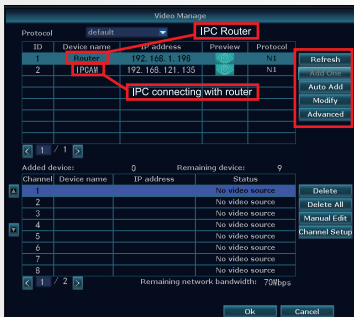 Video Manage
Protocol default
IPC Router
ID Device name IP address Preview Protocol
1 Router 192.168.1.198 N1
2 IPCAM 192.168.121.135 N1
IPC connecting with router
Refresh
Add One
Auto Add
Modify
Advanced
1 / 1
Added device: 0 Remaining device: 9
Channel Device name IP address Status
1 No video source
2 No video source
3 No video source
4 No video source
5 No video source
6 No video source
7 No video source
8 No video source
Delete
Delete All
Manual Edit
Channel Setup
1 / 2 Remaining network bandwidth: 70Mbps
Ok Cancel